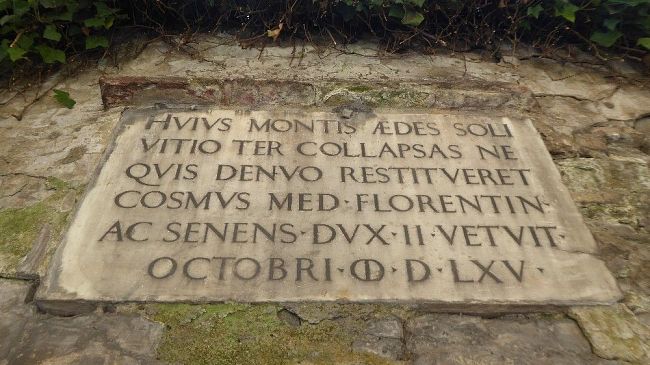 HVIVS MONTIS ÆDES SOLI
VITIO TER COLLAPSAS NE
QVIS DENVO RESTITVERET
COSMVS MED·FLORENTIN·
AC SENENS·DVX·II·VETVIT·
OCTOBRI·ↀ·D·LXV·